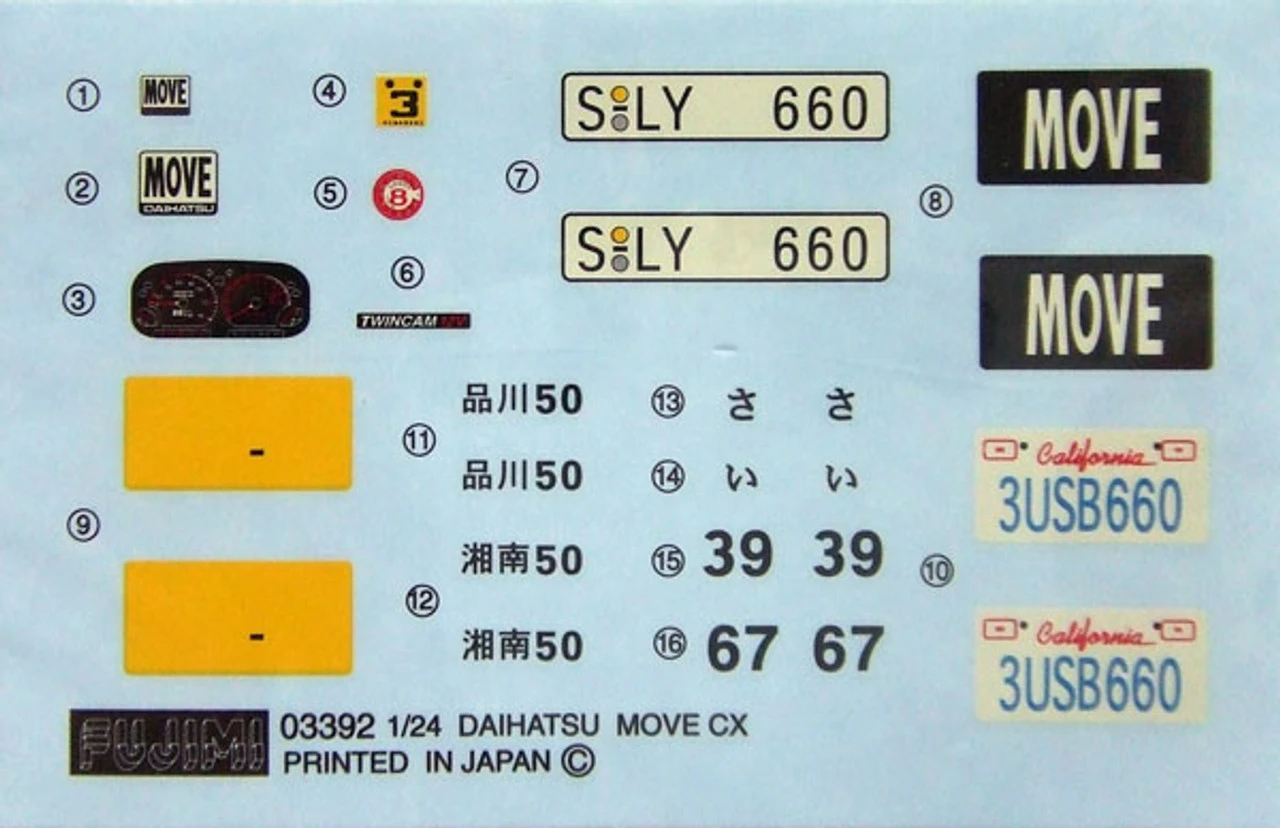 ① MOVE
② MOVE
DAIHATSU
③
④ 3
⑤ 8
⑥
TWINCAM 12V
⑦
S LY 660
S LY 660
⑧
MOVE
MOVE
⑨
-
-
⑩
California
3USB660
California
3USB660
⑪
品川50
品川50
⑫
湘南50
湘南50
⑬ さ さ
⑭ い い
⑮ 39 39
⑯ 67 67
FUJIMI 03392 1/24 DAIHATSU MOVE CX
PRINTED IN JAPAN ©